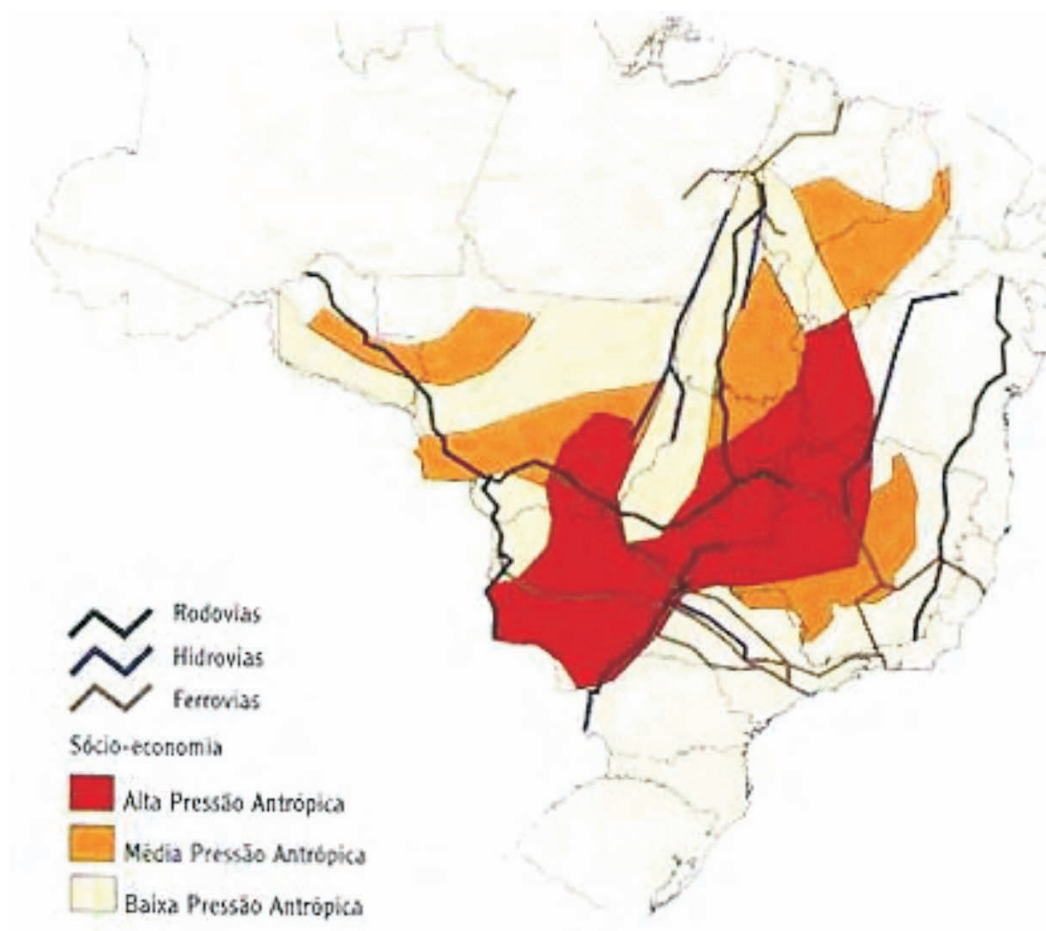 Rodovias
Hidrovias
Ferrovias
Sócio-economia
Alta Pressão Antrópica
Média Pressão Antrópica
Baixa Pressão Antrópica